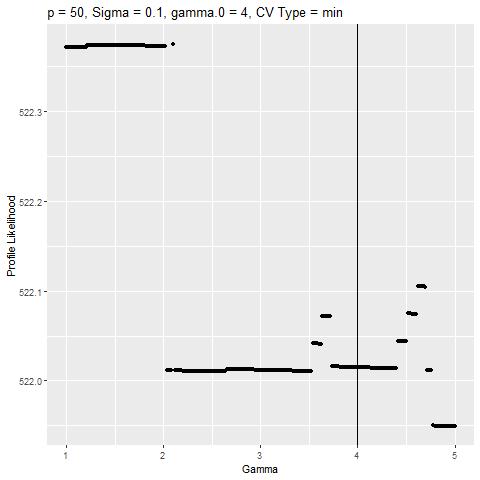 p = 50, Sigma = 0.1, gamma.0 = 4, CV Type = min
Profile Likelihood
522.3
522.2
522.1
522.0
1 2 3 4 5
Gamma